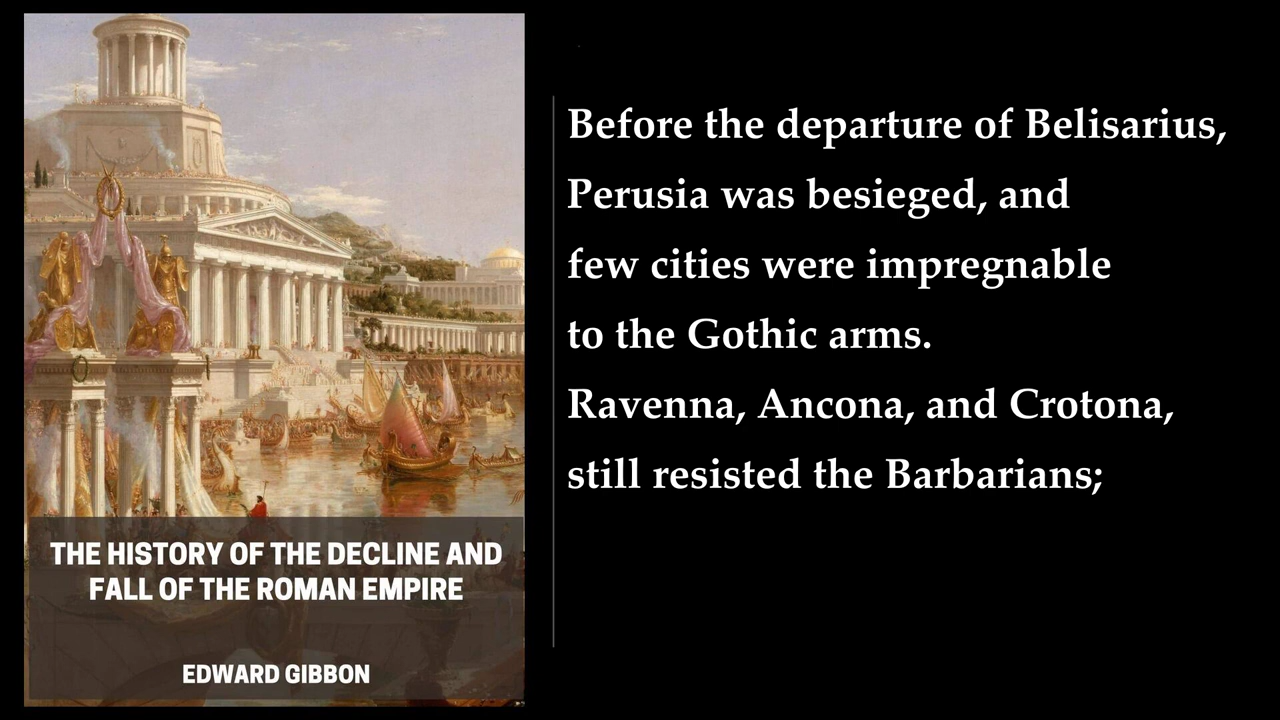 THE HISTORY OF THE DECLINE AND
FALL OF THE ROMAN EMPIRE
EDWARD GIBBON
Before the departure of Belisarius,
Perusia was besieged, and
few cities were impregnable
to the Gothic arms.
Ravenna, Ancona, and Crotona,
still resisted the Barbarians;